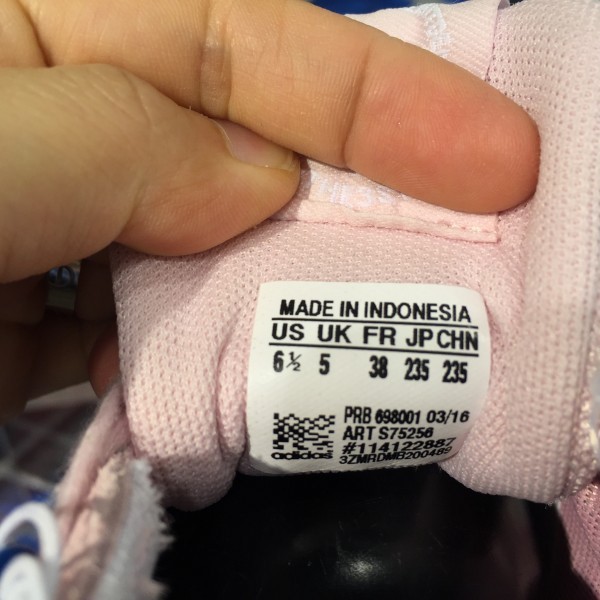 MADE IN INDONESIA
US UK FR JP CHN
6½ 5 38 235 235
PRB 698001 03/16
ART S75256
#114122887
3ZMRDMB200489
adidas